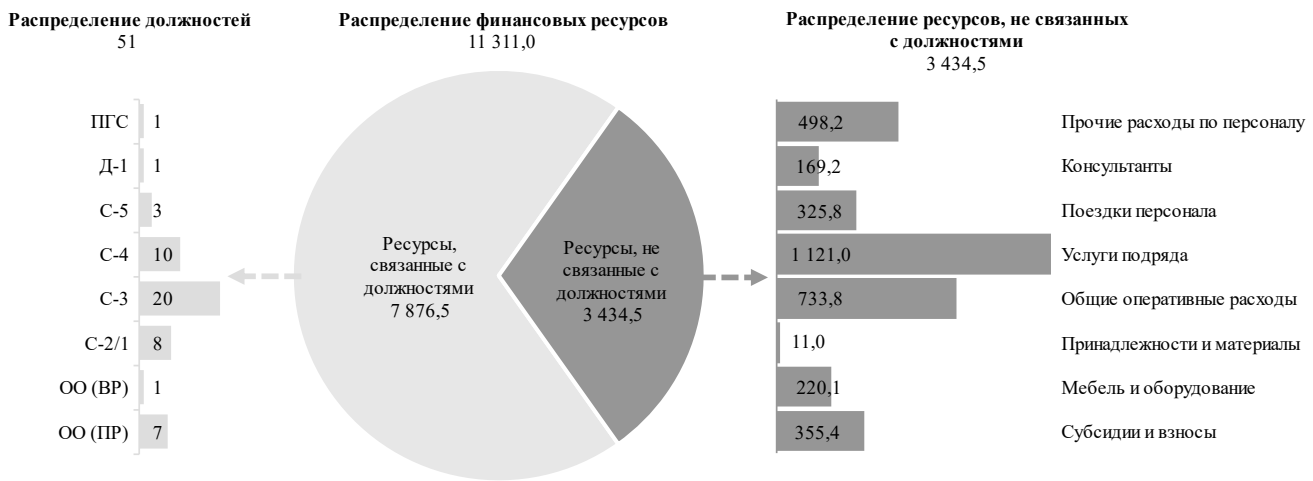 Распределение должностей
51
ПГС 1
Д-1 1
С-5 3
С-4 10
С-3 20
С-2/1 8
ОО (ВР) 1
ОО (ПР) 7
Распределение финансовых ресурсов
11 311,0
Ресурсы,
связанные с
должностями
7 876,5
Ресурсы, не
связанные с
должностями
3 434,5
Распределение ресурсов, не связанных
с должностями
3 434,5
498,2 Прочие расходы по персоналу
169,2 Консультанты
325,8 Поездки персонала
1 121,0 Услуги подряда
733,8 Общие оперативные расходы
11,0 Принадлежности и материалы
220,1 Мебель и оборудование
355,4 Субсидии и взносы